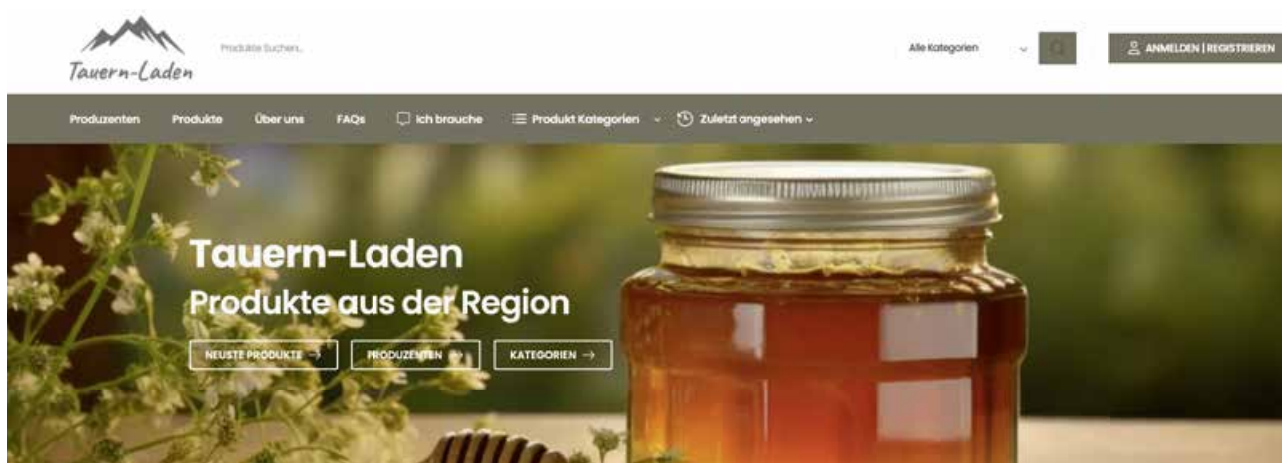 Tauern-Laden
Produkte Suchen...
Alle Kategorien
ANMELDEN | REGISTRIEREN
Produzenten
Produkte
Über uns
FAQs
Ich brauche
Produkt Kategorien
Zuletzt angesehen
Tauern-Laden
Produkte aus der Region
NEUSTE PRODUKTE →
PRODUZENTEN →
KATEGORIEN →